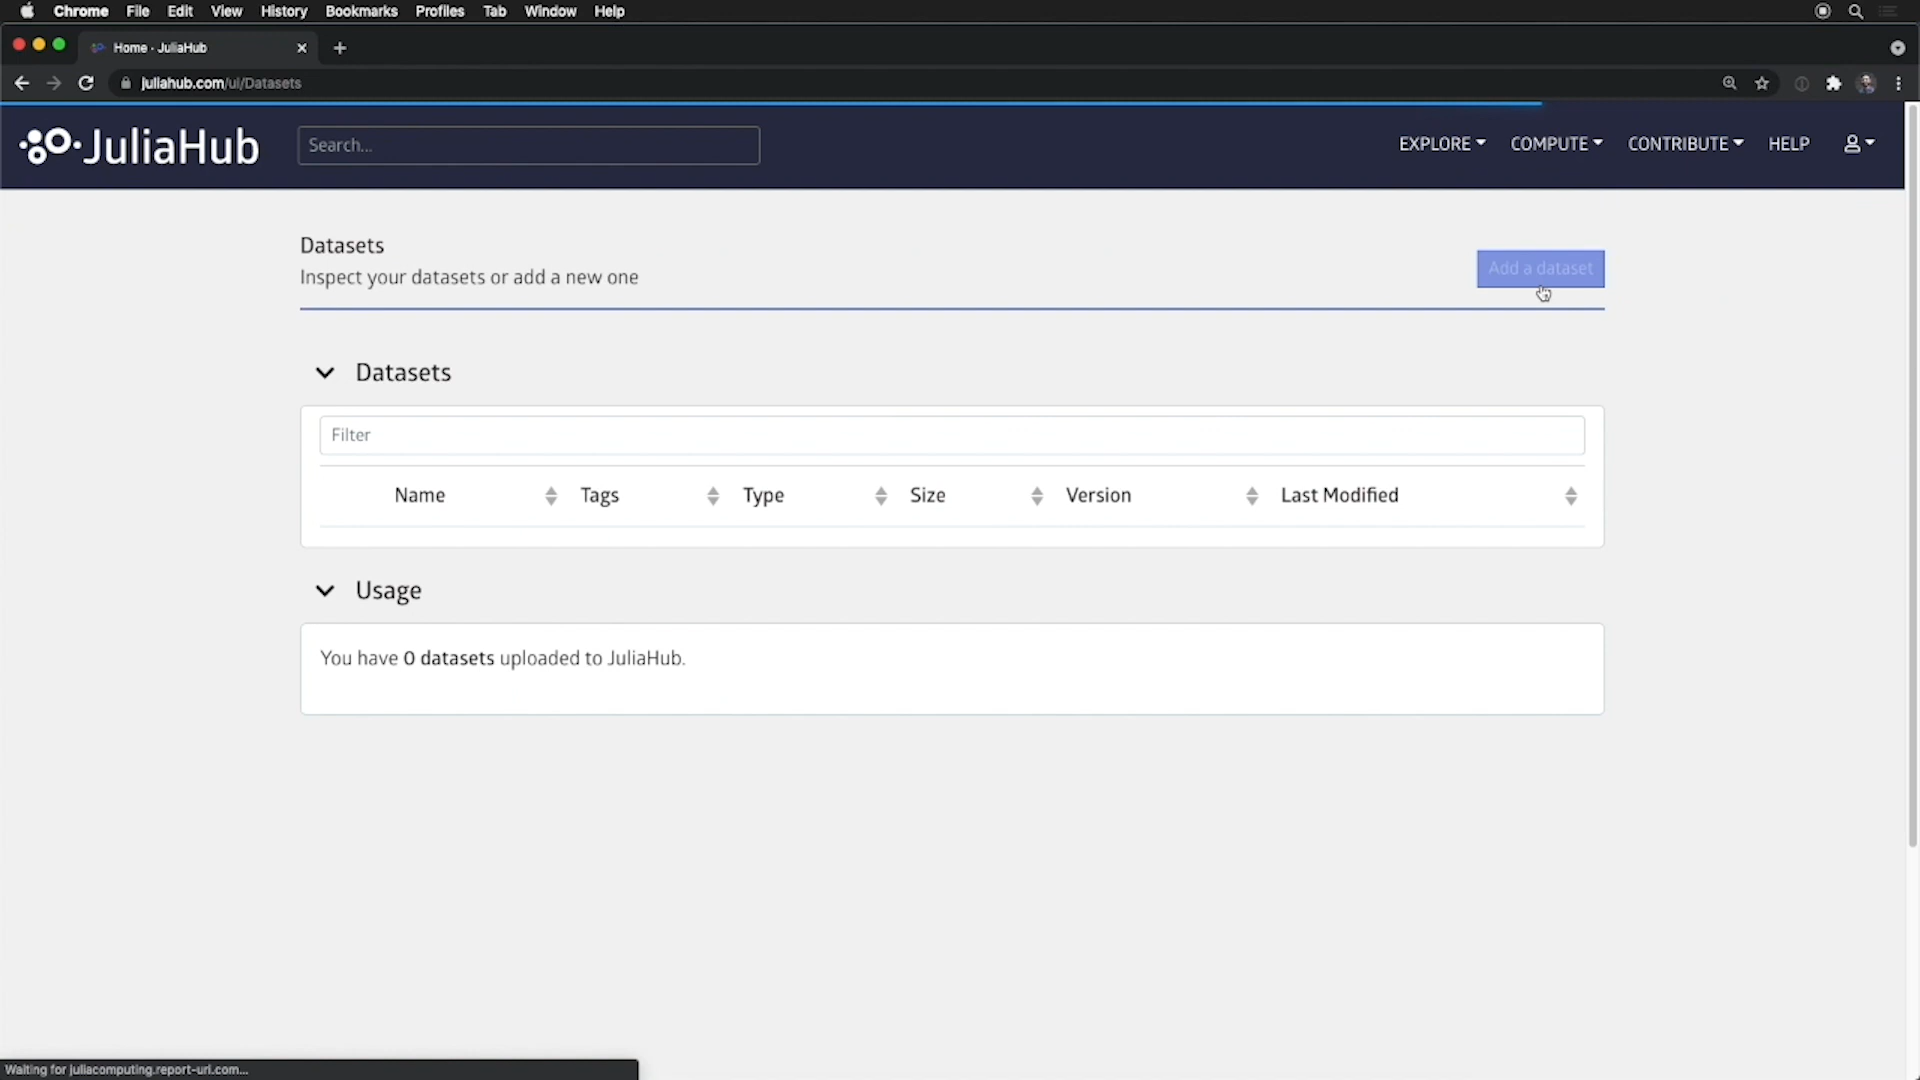 Chrome File Edit View History Bookmarks Profiles Tab Window Help
Home · JuliaHub
juliahub.com/ui/Datasets
JuliaHub Search... EXPLORE COMPUTE CONTRIBUTE HELP
Datasets
Inspect your datasets or add a new one
Add a dataset
Datasets
Filter
Name Tags Type Size Version Last Modified
Usage
You have 0 datasets uploaded to JuliaHub.
Waiting for juliacomputing.report-uri.com...